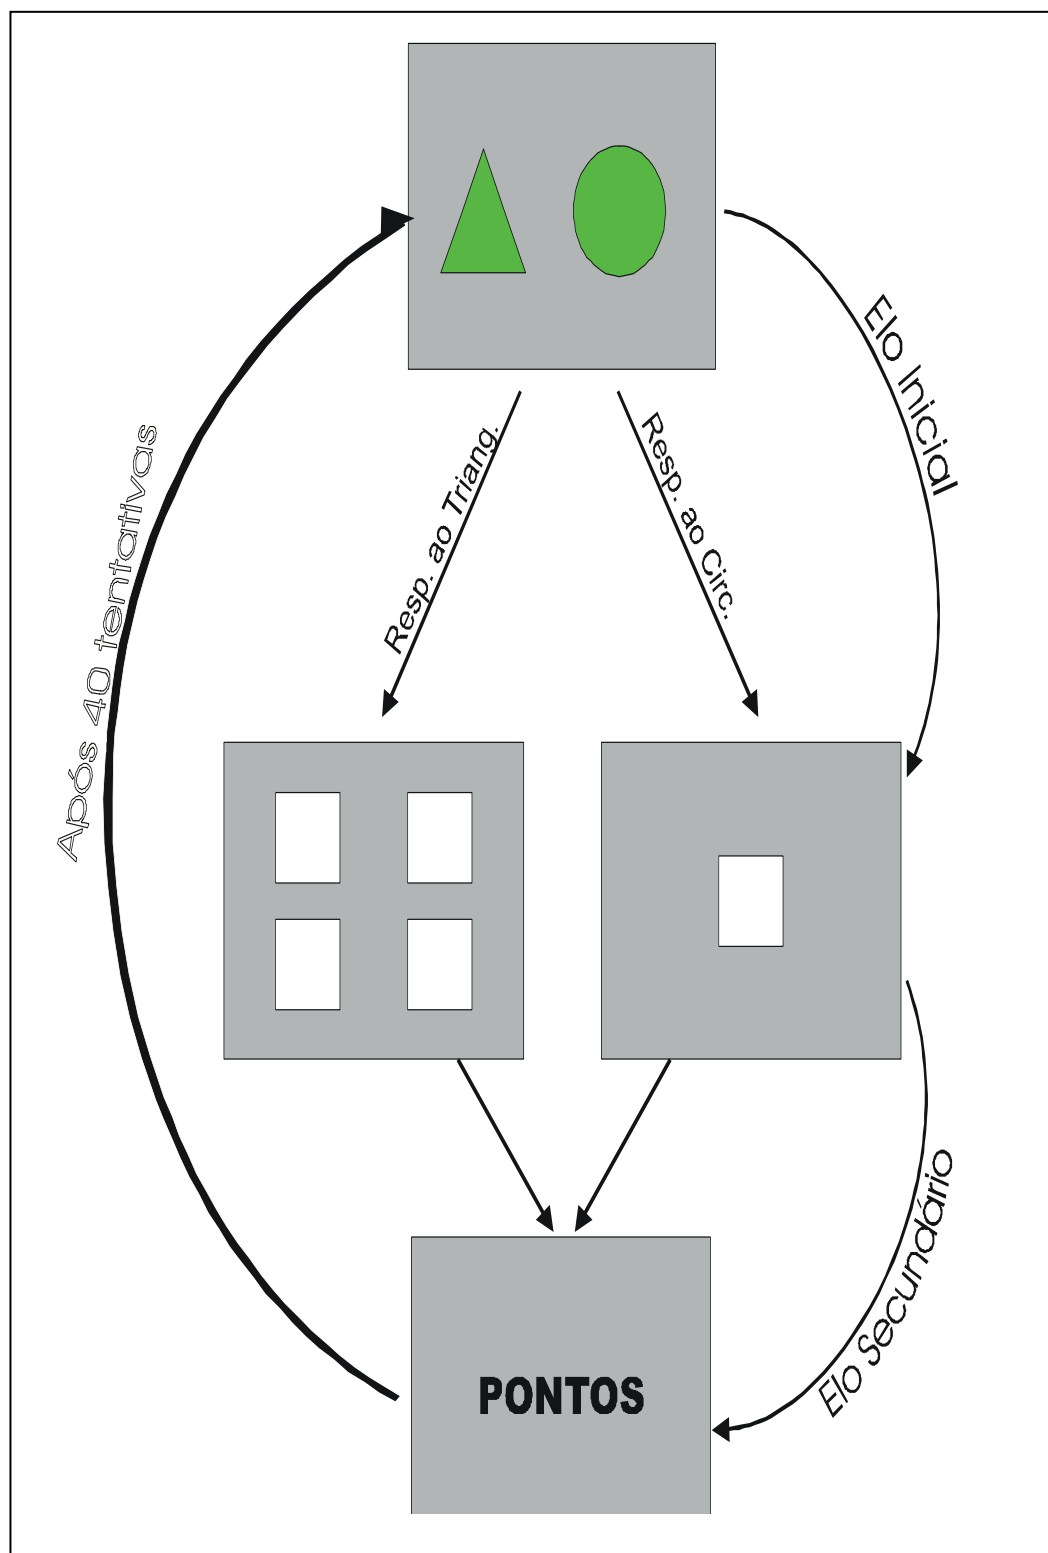 Elo Inicial
Resp. ao Triang.
Resp. ao Circ.
Após 40 tentativas
Elo Secundário
PONTOS